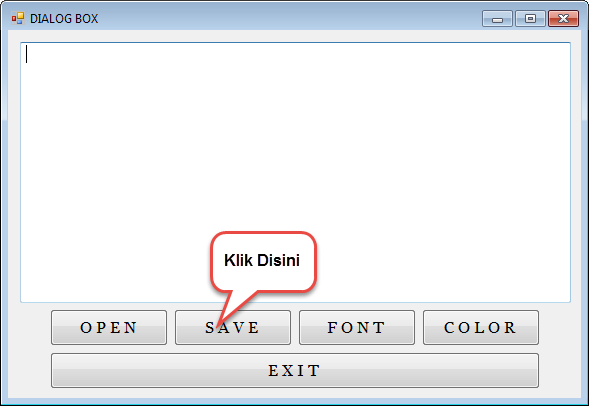 DIALOG BOX
Klik Disini
OPEN
SAVE
FONT
COLOR
EXIT